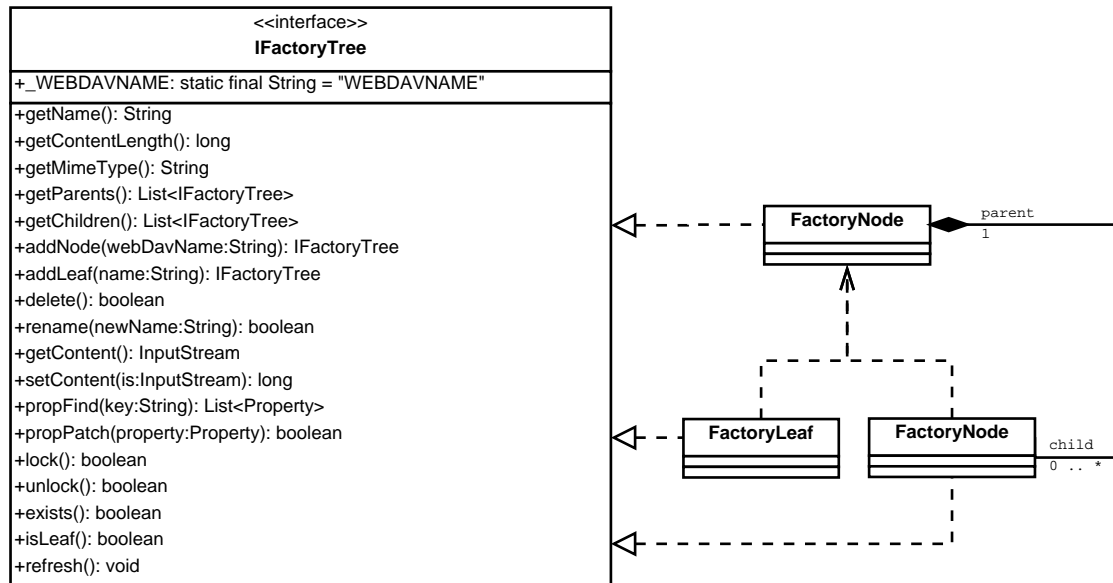 <<interface>>
IFactoryTree
+_WEBDAVNAME: static final String = "WEBDAVNAME"
+getName(): String
+getContentLength(): long
+getMimeType(): String
+getParents(): List<IFactoryTree>
+getChildren(): List<IFactoryTree>
+addNode(webDavName:String): IFactoryTree
+addLeaf(name:String): IFactoryTree
+delete(): boolean
+rename(newName:String): boolean
+getContent(): InputStream
+setContent(is:InputStream): long
+propFind(key:String): List<Property>
+propPatch(property:Property): boolean
+lock(): boolean
+unlock(): boolean
+exists(): boolean
+isLeaf(): boolean
+refresh(): void
FactoryNode
parent
1
FactoryLeaf
FactoryNode
child
0 .. *